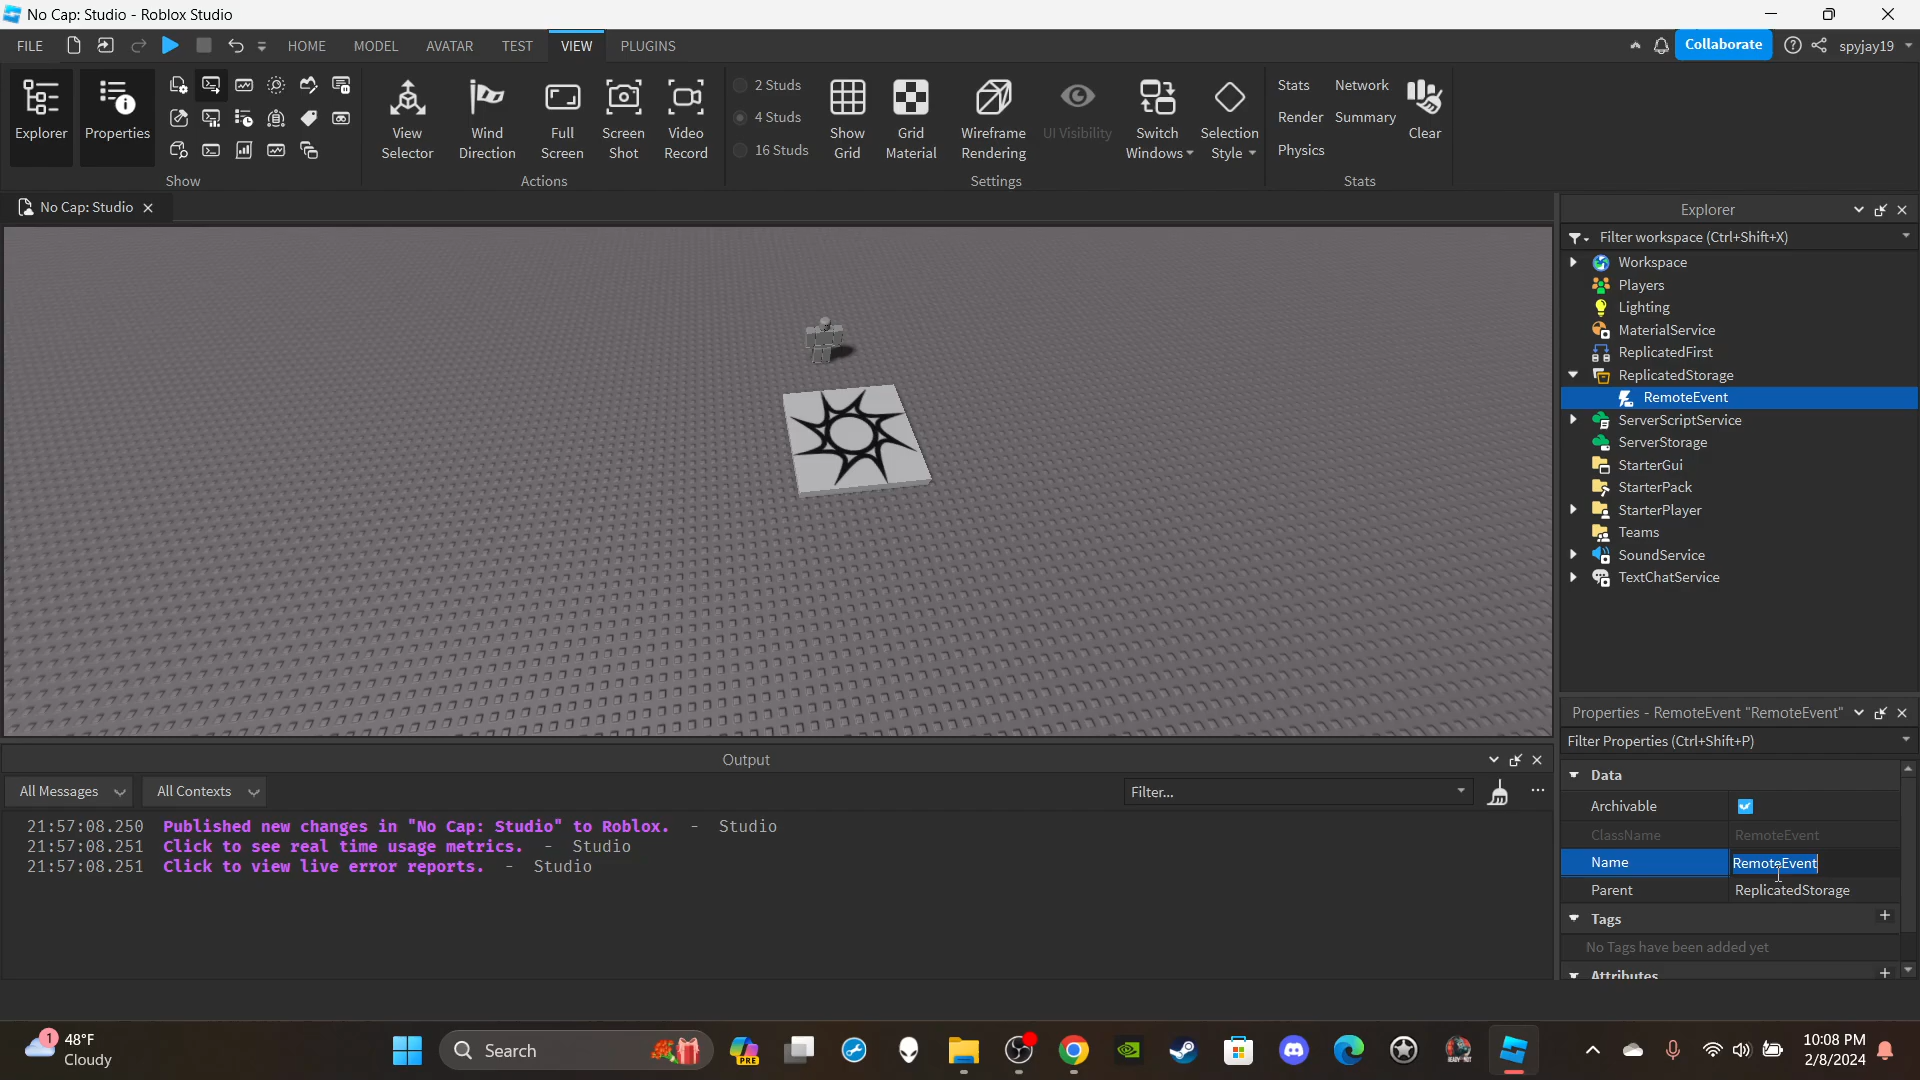 No Cap: Studio - Roblox Studio
FILE HOME MODEL AVATAR TEST VIEW PLUGINS Collaborate spyjay19
Explorer Properties
Show
View Selector
Wind Direction
Full Screen
Screen Shot
Video Record
Actions
2 Studs
4 Studs
16 Studs
Show Grid
Grid Material
Wireframe Rendering
UI Visibility
Switch Windows
Selection Style
Settings
Stats Network
Render Summary
Physics
Clear
Stats
No Cap: Studio
Explorer
Filter workspace (Ctrl+Shift+X)
Workspace
Players
Lighting
MaterialService
ReplicatedFirst
ReplicatedStorage
RemoteEvent
ServerScriptService
ServerStorage
StarterGui
StarterPack
StarterPlayer
Teams
SoundService
TextChatService
Properties - RemoteEvent "RemoteEvent"
Filter Properties (Ctrl+Shift+P)
Data
Archivable
ClassName RemoteEvent
Name RemoteEvent
Parent ReplicatedStorage
Tags
No Tags have been added yet
Attributes
Output
All Messages All Contexts Filter...
21:57:08.250 Published new changes in "No Cap: Studio" to Roblox. - Studio
21:57:08.251 Click to see real time usage metrics. - Studio
21:57:08.251 Click to view live error reports. - Studio
1
48°F
Cloudy
Search
PRE
10:08 PM
2/8/2024